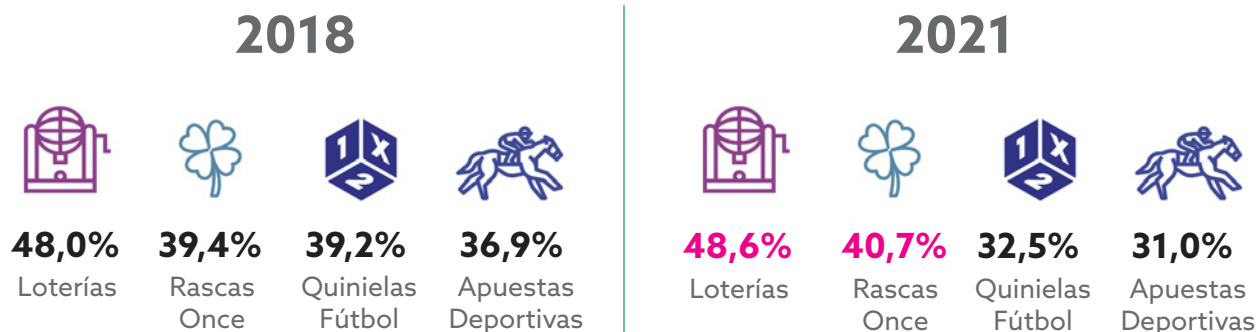 2018
1 X 2
48,0% 39,4% 39,2% 36,9%
Loterías Rascas Quinielas Apuestas
Once Fútbol Deportivas
2021
1 X 2
48,6% 40,7% 32,5% 31,0%
Loterías Rascas Quinielas Apuestas
Once Fútbol Deportivas